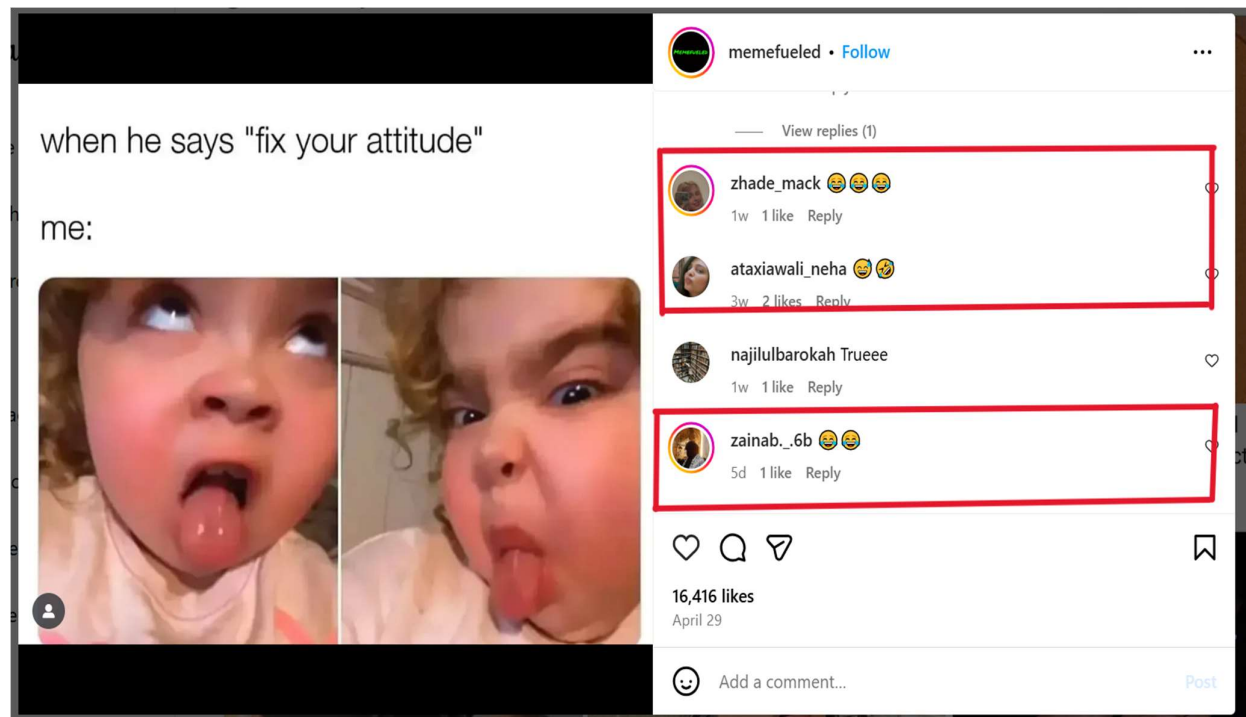 when he says "fix your attitude"
me:
MEMEFUELED
memefueled • Follow
View replies (1)
zhade_mack 😂😂😂
1w 1 like Reply
ataxiawali_neha 😅🤣
3w 2 likes Reply
najilulbarokah Trueee
1w 1 like Reply
zainab._.6b 😂😂
5d 1 like Reply
16,416 likes
April 29
Add a comment...
Post